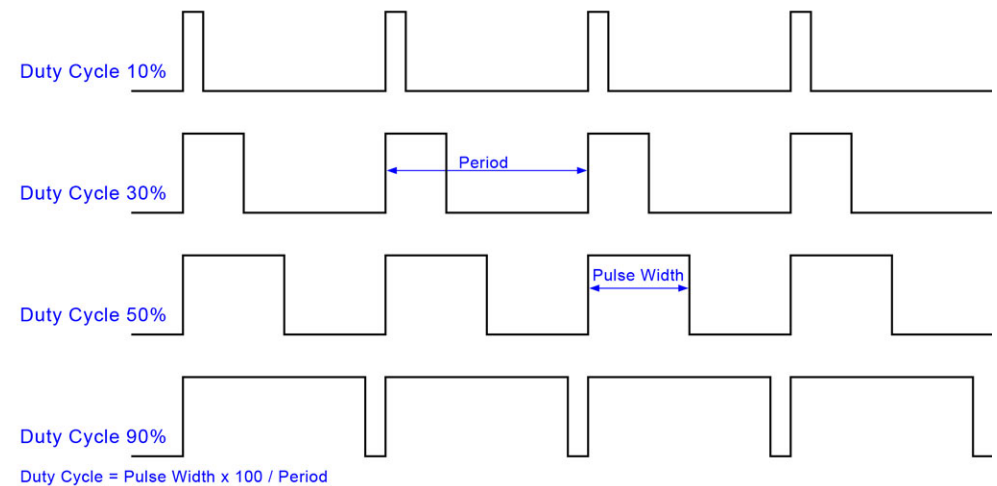 Duty Cycle 10%
Period
Duty Cycle 30%
Pulse Width
Duty Cycle 50%
Duty Cycle 90%
Duty Cycle = Pulse Width x 100 / Period